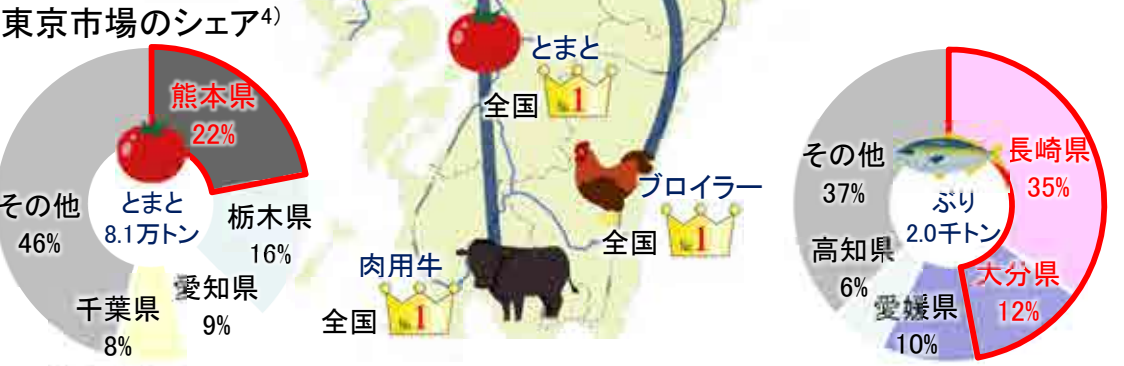 東京市場のシェア4)
熊本県
22%
栃木県
16%
愛知県
9%
千葉県
8%
その他
46%
とまと
8.1万トン
とまと
全国 №1
ブロイラー
全国 №1
肉用牛
全国 №1
長崎県
35%
大分県
12%
愛媛県
10%
高知県
6%
その他
37%
ぶり
2.0千トン